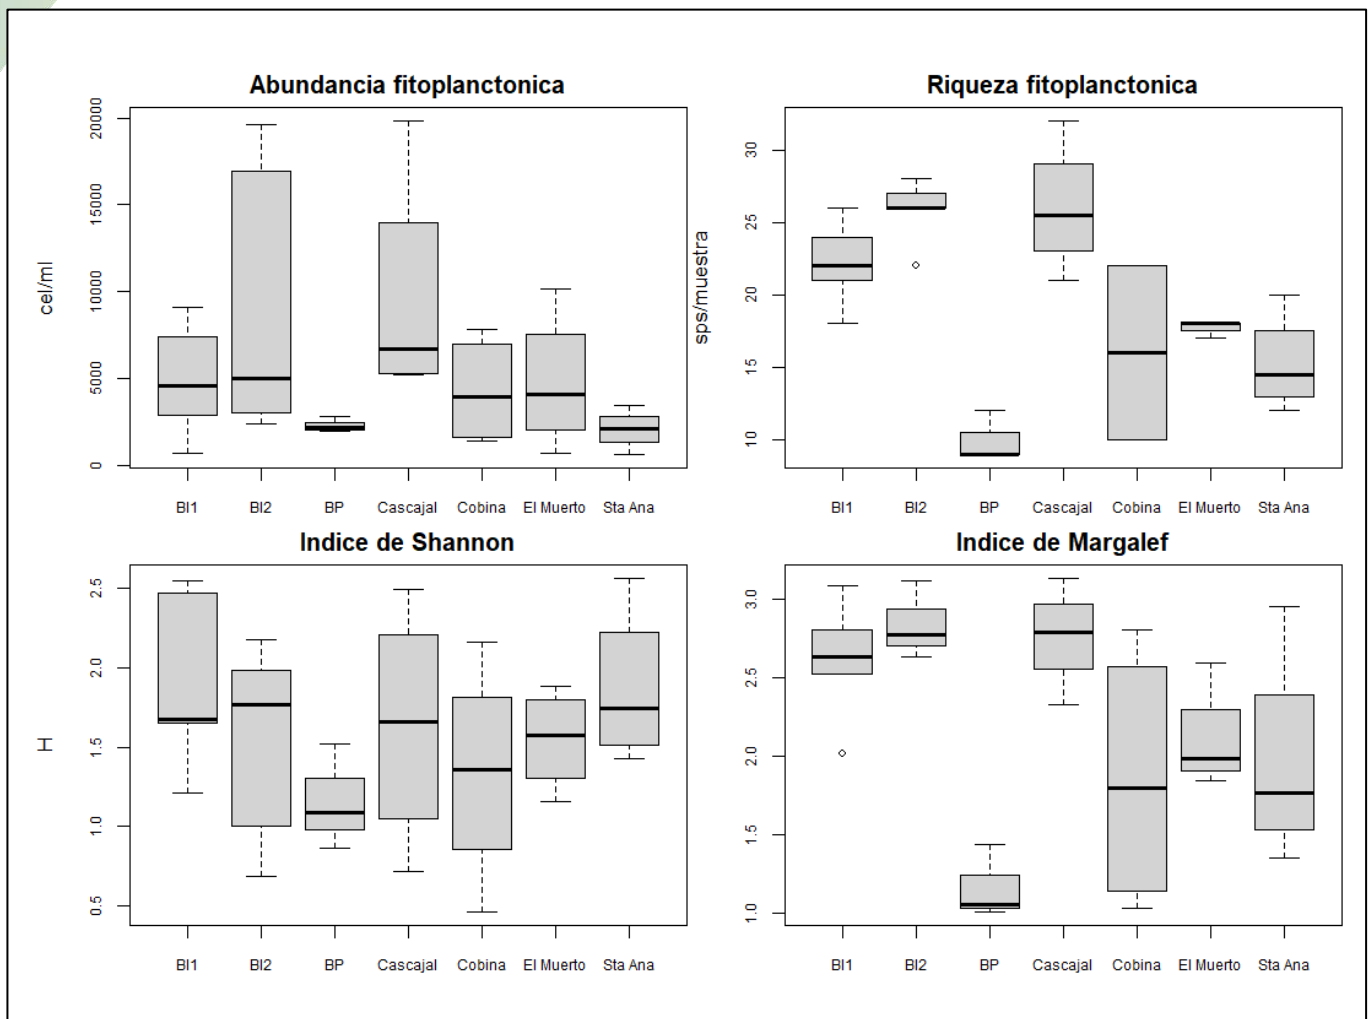 Abundancia fitoplanctonica
cel/ml
20000
15000
10000
5000
0
BI1 BI2 BP Cascajal Cobina El Muerto Sta Ana
Riqueza fitoplanctonica
sps/muestra
30
25
20
15
10
BI1 BI2 BP Cascajal Cobina El Muerto Sta Ana
Indice de Shannon
H
2.5
2.0
1.5
1.0
0.5
BI1 BI2 BP Cascajal Cobina El Muerto Sta Ana
Indice de Margalef
3.0
2.5
2.0
1.5
1.0
BI1 BI2 BP Cascajal Cobina El Muerto Sta Ana